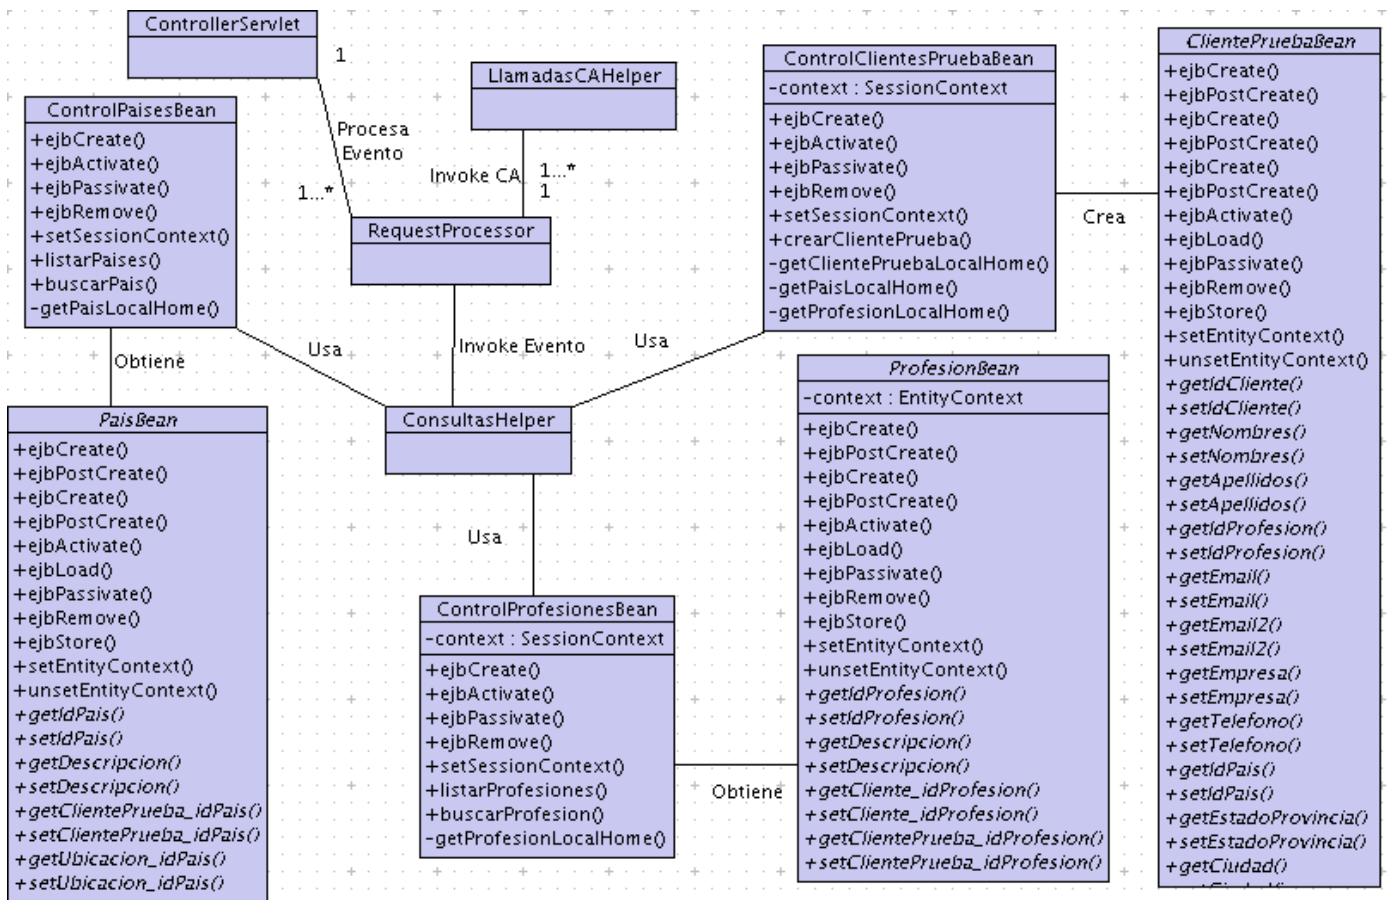 ControllerServlet
1
Procesa
Evento
1...*
LlamadasCAHelper
Invoke CA
1...*
1
RequestProcessor
Invoke Evento
ControlPaisesBean
+ejbCreate()
+ejbActivate()
+ejbPassivate()
+ejbRemove()
+setSessionContext()
+listarPaises()
+buscarPais()
-getPaisLocalHome()
Obtiene
Usa
Usa
ControlClientesPruebaBean
-context : SessionContext
+ejbCreate()
+ejbActivate()
+ejbPassivate()
+ejbRemove()
+setSessionContext()
+crearClientePrueba()
-getClientePruebaLocalHome()
-getPaisLocalHome()
-getProfesionLocalHome()
Crea
ClientePruebaBean
+ejbCreate()
+ejbPostCreate()
+ejbCreate()
+ejbPostCreate()
+ejbCreate()
+ejbPostCreate()
+ejbActivate()
+ejbLoad()
+ejbPassivate()
+ejbRemove()
+ejbStore()
+setEntityContext()
+unsetEntityContext()
+getIdCliente()
+setIdCliente()
+getNombres()
+setNombres()
+getApellidos()
+setApellidos()
+getIdProfesion()
+setIdProfesion()
+getEmail()
+setEmail()
+getEmail2()
+setEmail2()
+getEmpresa()
+setEmpresa()
+getTelefono()
+setTelefono()
+getIdPais()
+setIdPais()
+getEstadoProvincia()
+setEstadoProvincia()
+getCiudad()
PaisBean
+ejbCreate()
+ejbPostCreate()
+ejbCreate()
+ejbPostCreate()
+ejbActivate()
+ejbLoad()
+ejbPassivate()
+ejbRemove()
+ejbStore()
+setEntityContext()
+unsetEntityContext()
+getIdPais()
+setIdPais()
+getDescripcion()
+setDescripcion()
+getClientePrueba_idPais()
+setClientePrueba_idPais()
+getUbicacion_idPais()
+setUbicacion_idPais()
ConsultasHelper
Usa
ControlProfesionesBean
-context : SessionContext
+ejbCreate()
+ejbActivate()
+ejbPassivate()
+ejbRemove()
+setSessionContext()
+listarProfesiones()
+buscarProfesion()
-getProfesionLocalHome()
Obtiene
ProfesionBean
-context : EntityContext
+ejbCreate()
+ejbPostCreate()
+ejbCreate()
+ejbPostCreate()
+ejbActivate()
+ejbLoad()
+ejbPassivate()
+ejbRemove()
+ejbStore()
+setEntityContext()
+unsetEntityContext()
+getIdProfesion()
+setIdProfesion()
+getDescripcion()
+setDescripcion()
+getCliente_idProfesion()
+setCliente_idProfesion()
+getClientePrueba_idProfesion()
+setClientePrueba_idProfesion()